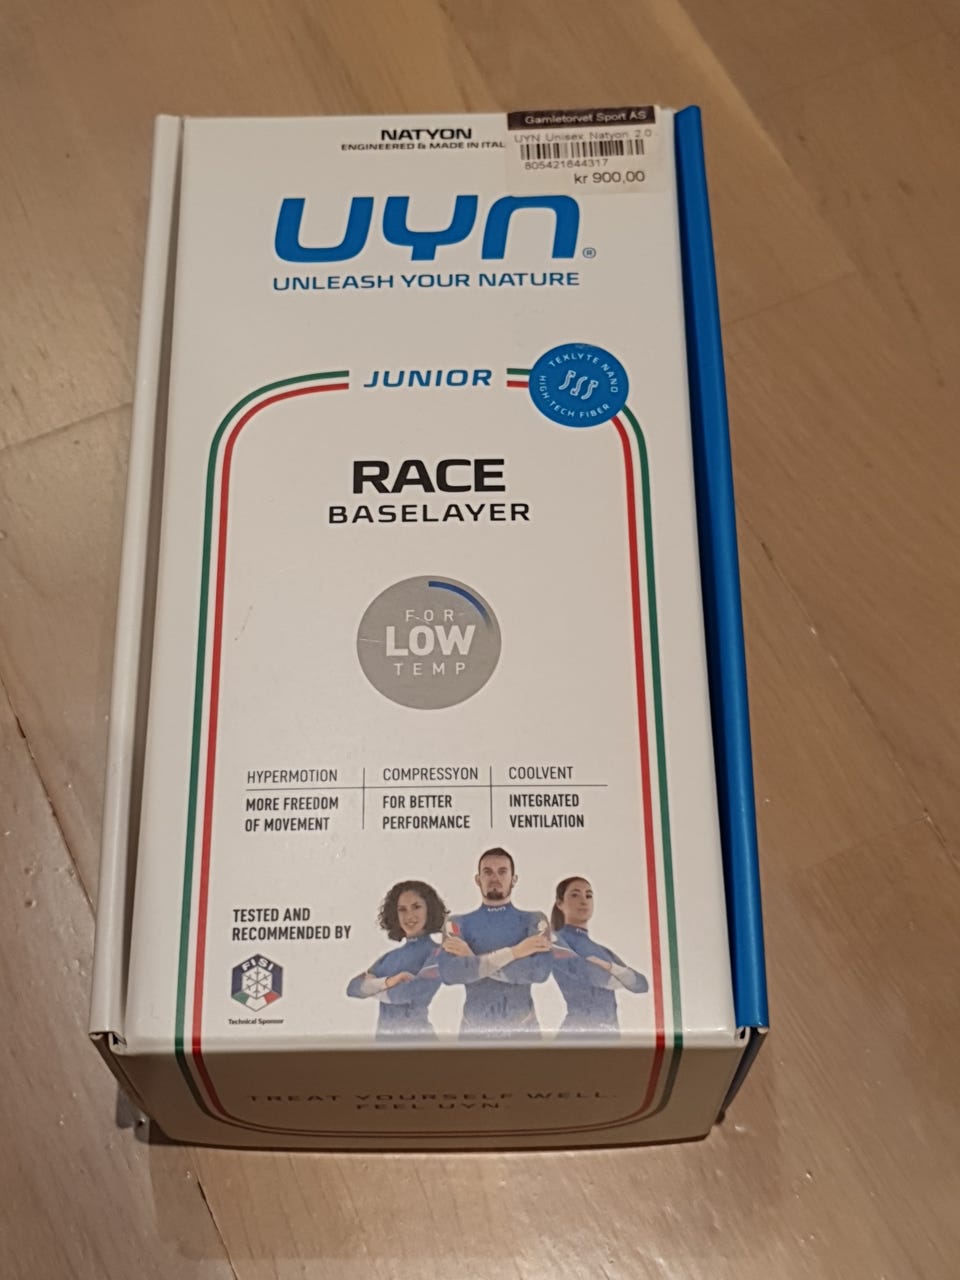 NATYON
ENGINEERED & MADE IN ITAL
Gamletorvet Sport AS
UYN Unisex Natyon 2.0
805421644317
kr 900,00
UYN®
UNLEASH YOUR NATURE
JUNIOR
TEXLYTE NANO
HIGH-TECH FIBER
RACE
BASELAYER
FOR
LOW
TEMP
HYPERMOTION COMPRESSYON COOLVENT
MORE FREEDOM FOR BETTER INTEGRATED
OF MOVEMENT PERFORMANCE VENTILATION
uyn
TESTED AND
RECOMMENDED BY
FISI
Technical Sponsor
TREAT YOURSELF WELL.
FEEL UYN.